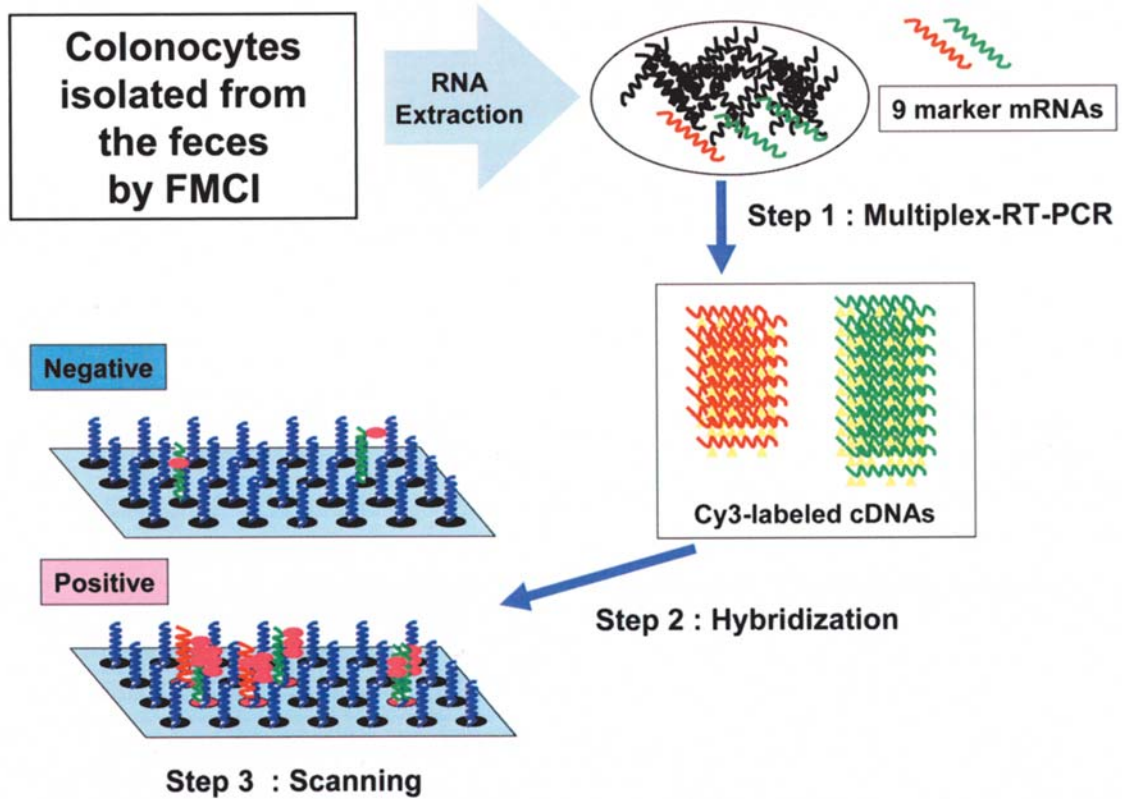 Colonocytes
isolated from
the feces
by FMCI
RNA
Extraction
9 marker mRNAs
Step 1 : Multiplex-RT-PCR
Cy3-labeled cDNAs
Step 2 : Hybridization
Negative
Positive
Step 3 : Scanning